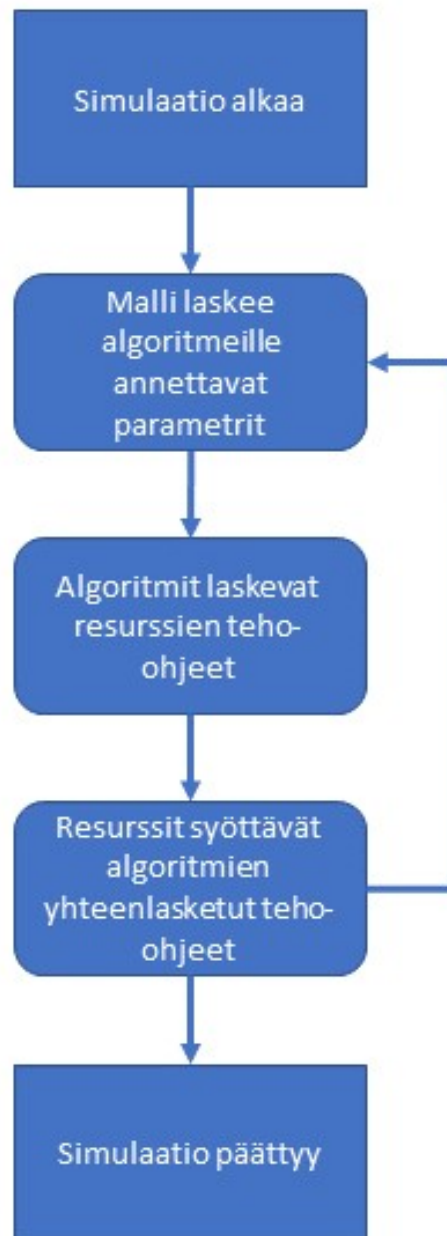 Simulaatio alkaa
Malli laskee
algoritmeille
annettavat
parametrit
Algoritmit laskevat
resurssien teho-
ohjeet
Resurssit syöttävät
algoritmien
yhteenlasketut teho-
ohjeet
Simulaatio päättyy